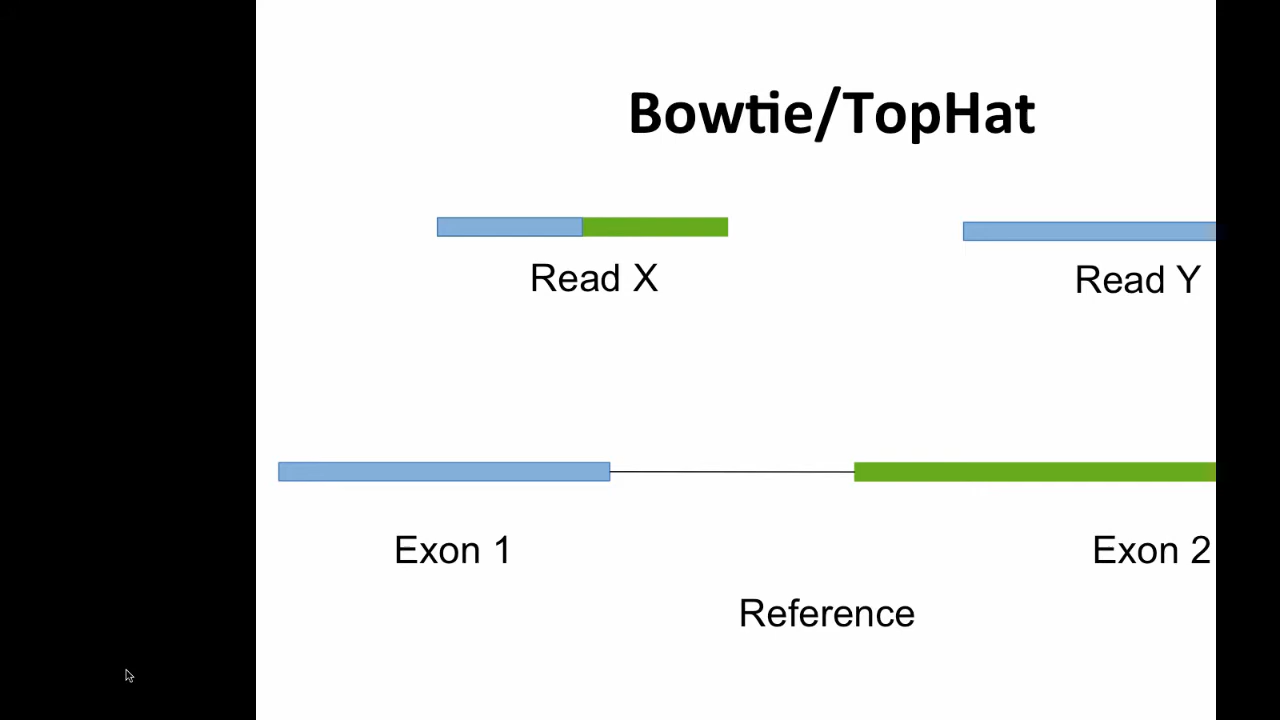 Bowtie/TopHat
Read X
Read Y
Exon 1
Exon 2
Reference